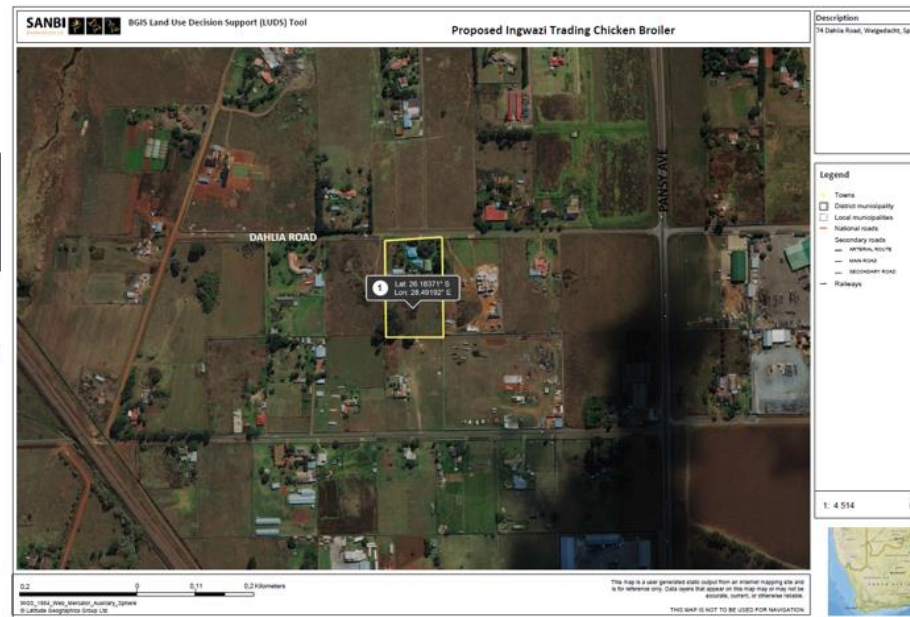 SANBI
BGIS Land Use Decision Support (LUDS) Tool
Proposed Ingwazi Trading Chicken Broiler
Description
74 Dahlia Road, Welgedacht,
DAHLIA ROAD
PANSY AVE
1
Lat: 26.18371° S
Lon: 28.49192° E
Legend
Towns
District municipality
Local municipalities
National roads
Secondary roads
ARTERIAL ROUTE
MAIN ROAD
SECONDARY ROAD
Railways
1: 4 514
0,2 0 0,11 0,2 Kilometers
WGS_1984_Web_Mercator_Auxiliary_Sphere
© Latitude Geographics Group Ltd.
This map is a user generated static output from an Internet mapping site and
is for reference only. Data layers that appear on this map may or may not be
accurate, current, or otherwise reliable.
THIS MAP IS NOT TO BE USED FOR NAVIGATION